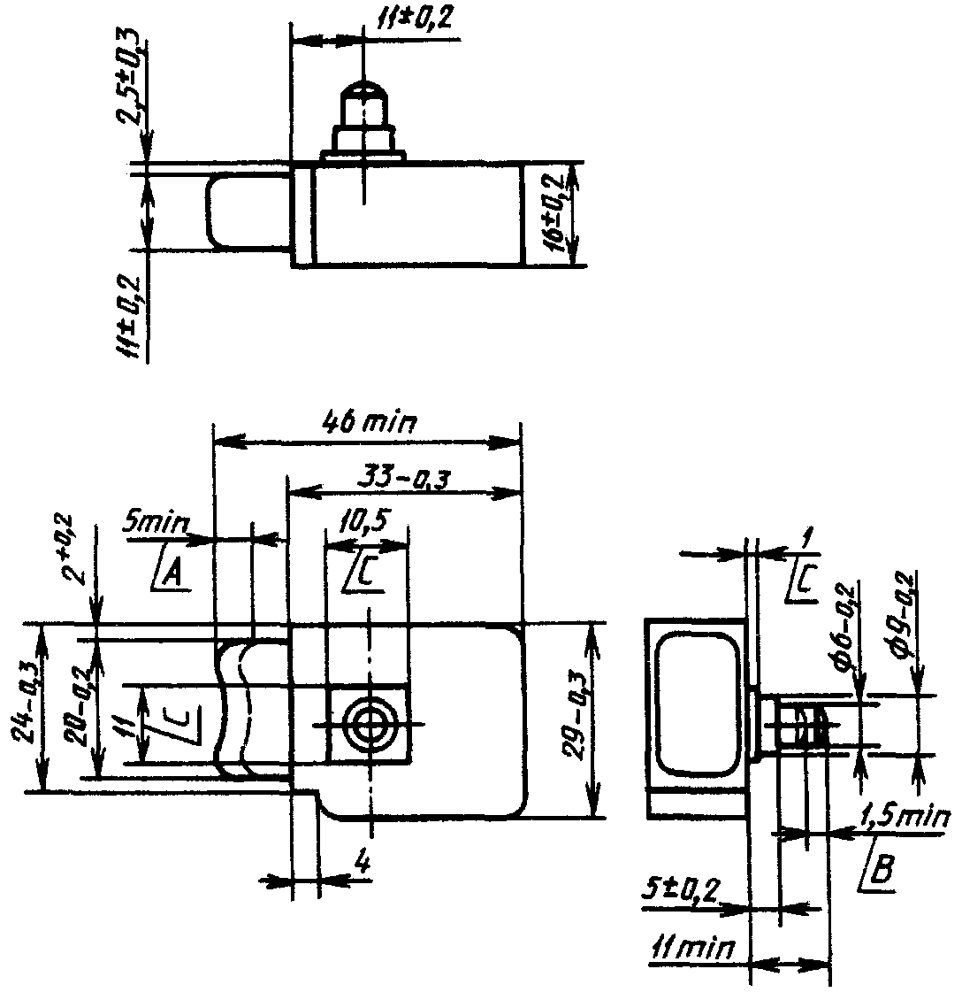 11±0,2
2,5±0,3
16±0,2
11±0,2
46 min
33-0,3
5min
10,5
2+0,2
A
C
1
C
ϕ6-0,2
ϕ9-0,2
24-0,3
20-0,2
11
C
29-0,3
4
1,5min
B
5±0,2
11min